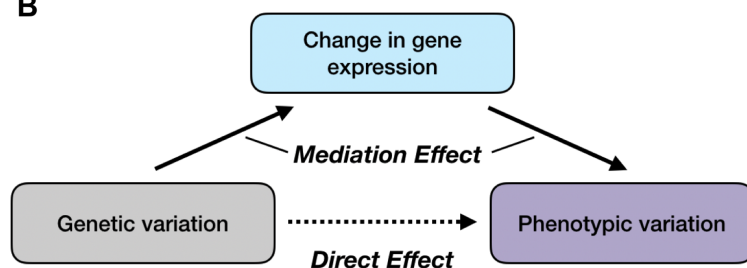 B
Change in gene
expression
Mediation Effect
Genetic variation
Phenotypic variation
Direct Effect